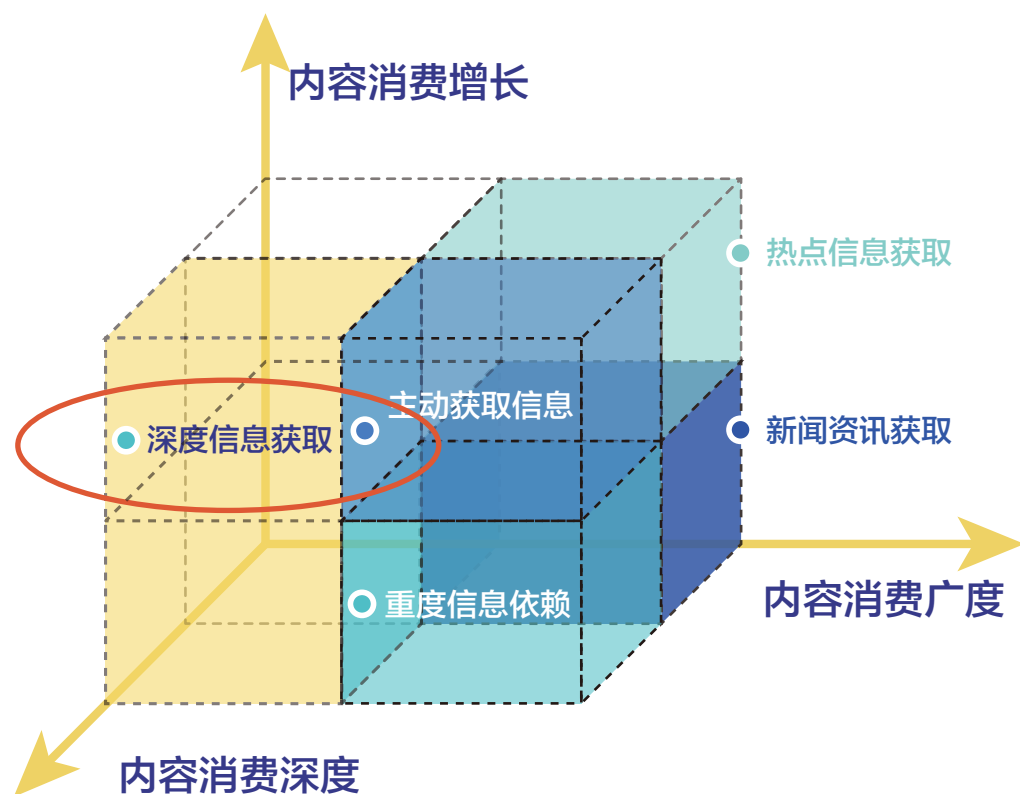 内容消费增长
热点信息获取
主动获取信息
深度信息获取
新闻资讯获取
内容消费广度
重度信息依赖
内容消费深度